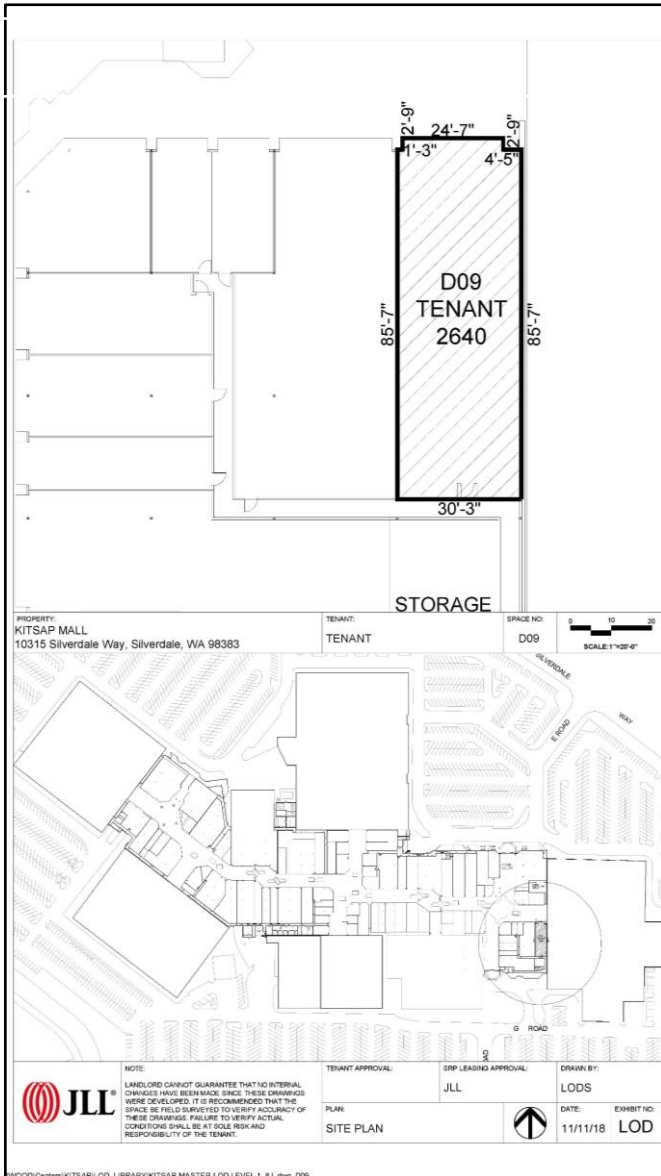 2'-9"
24'-7"
2'-9"
1'-3"
4'-5"
D09
TENANT
2640
85'-7"
85'-7"
30'-3"
STORAGE
PROPERTY:
KITSAP MALL
10315 Silverdale Way, Silverdale, WA 98383
TENANT:
TENANT
SPACE NO:
D09
0 10 20
SCALE:1"=20'-0"
SILVERDALE
WAY
E ROAD
G ROAD
JLL
NOTE:
LANDLORD CANNOT GUARANTEE THAT NO INTERNAL
CHANGES HAVE BEEN MADE SINCE THESE DRAWINGS
WERE DEVELOPED. IT IS RECOMMENDED THAT THE
SPACE BE FIELD SURVEYED TO VERIFY ACCURACY OF
THESE DRAWINGS. FAILURE TO VERIFY ACTUAL
CONDITIONS SHALL BE AT SOLE RISK AND
RESPONSIBILITY OF THE TENANT.
TENANT APPROVAL:
SRP LEASING APPROVAL:
JLL
DRAWN BY:
LODS
PLAN:
SITE PLAN
DATE:
11/11/18
EXHIBIT NO:
LOD